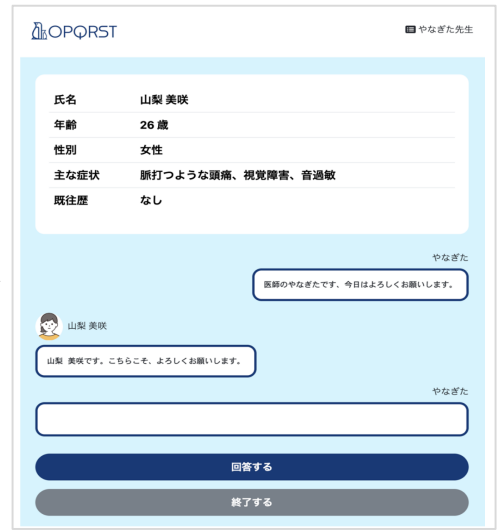 OPQRST
やなぎた先生
氏名 山梨 美咲
年齢 26 歳
性別 女性
主な症状 脈打つような頭痛、視覚障害、音過敏
既往歴 なし
やなぎた
医師のやなぎたです、今日はよろしくお願いします。
山梨 美咲
山梨 美咲です。こちらこそ、よろしくお願いします。
やなぎた
回答する
終了する